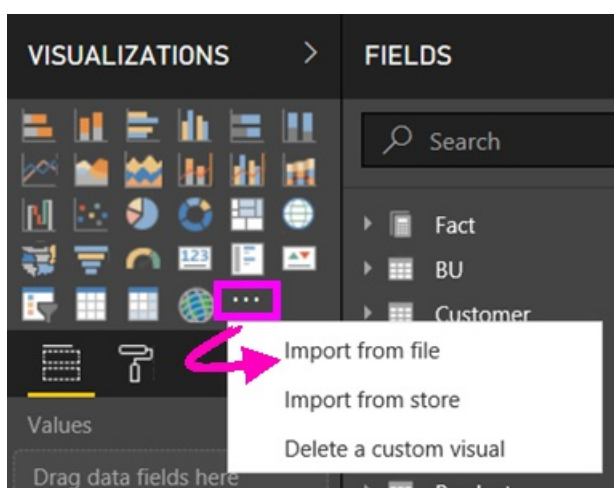 VISUALIZATIONS
FIELDS
Search
123
Fact
BU
Customer
Import from file
Import from store
Delete a custom visual
Values
Drag data fields here